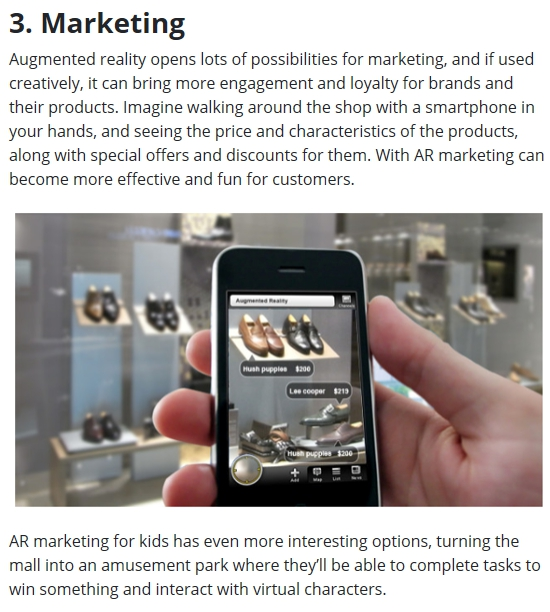 3. Marketing
Augmented reality opens lots of possibilities for marketing, and if used
creatively, it can bring more engagement and loyalty for brands and
their products. Imagine walking around the shop with a smartphone in
your hands, and seeing the price and characteristics of the products,
along with special offers and discounts for them. With AR marketing can
become more effective and fun for customers.
Augmented Reality
Hush puppies $200
Lee cooper $219
Hush puppies $200
Add Map List
AR marketing for kids has even more interesting options, turning the
mall into an amusement park where they’ll be able to complete tasks to
win something and interact with virtual characters.